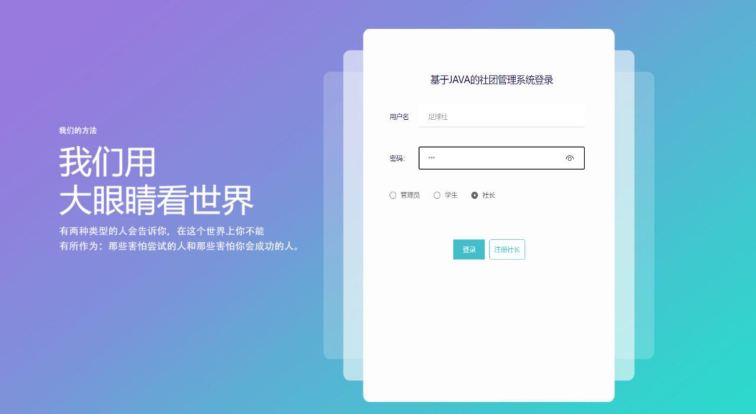 我们的方法
我们用
大眼睛看世界
有两种类型的人会告诉你，在这个世界上你不能
有所作为：那些害怕尝试的人和那些害怕你会成功的人。
基于JAVA的社团管理系统登录
用户名
足球社
密码:
•••
管理员 学生 社长
登录 注册社长